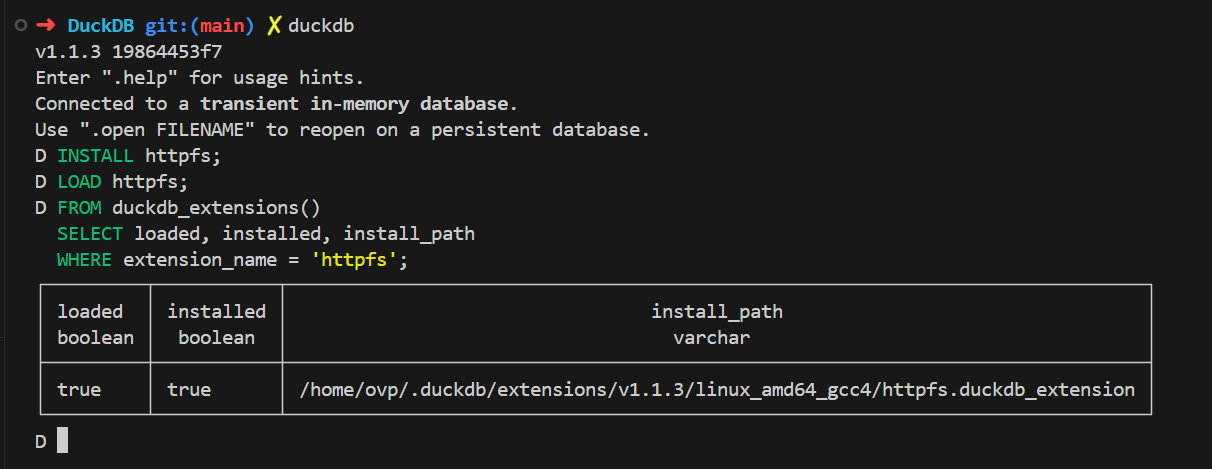 ➜ DuckDB git:(main) ✗ duckdb
v1.1.3 19864453f7
Enter ".help" for usage hints.
Connected to a transient in-memory database.
Use ".open FILENAME" to reopen on a persistent database.
D INSTALL httpfs;
D LOAD httpfs;
D FROM duckdb_extensions()
SELECT loaded, installed, install_path
WHERE extension_name = 'httpfs';
loaded installed install_path
boolean boolean varchar
true true /home/ovp/.duckdb/extensions/v1.1.3/linux_amd64_gcc4/httpfs.duckdb_extension
D